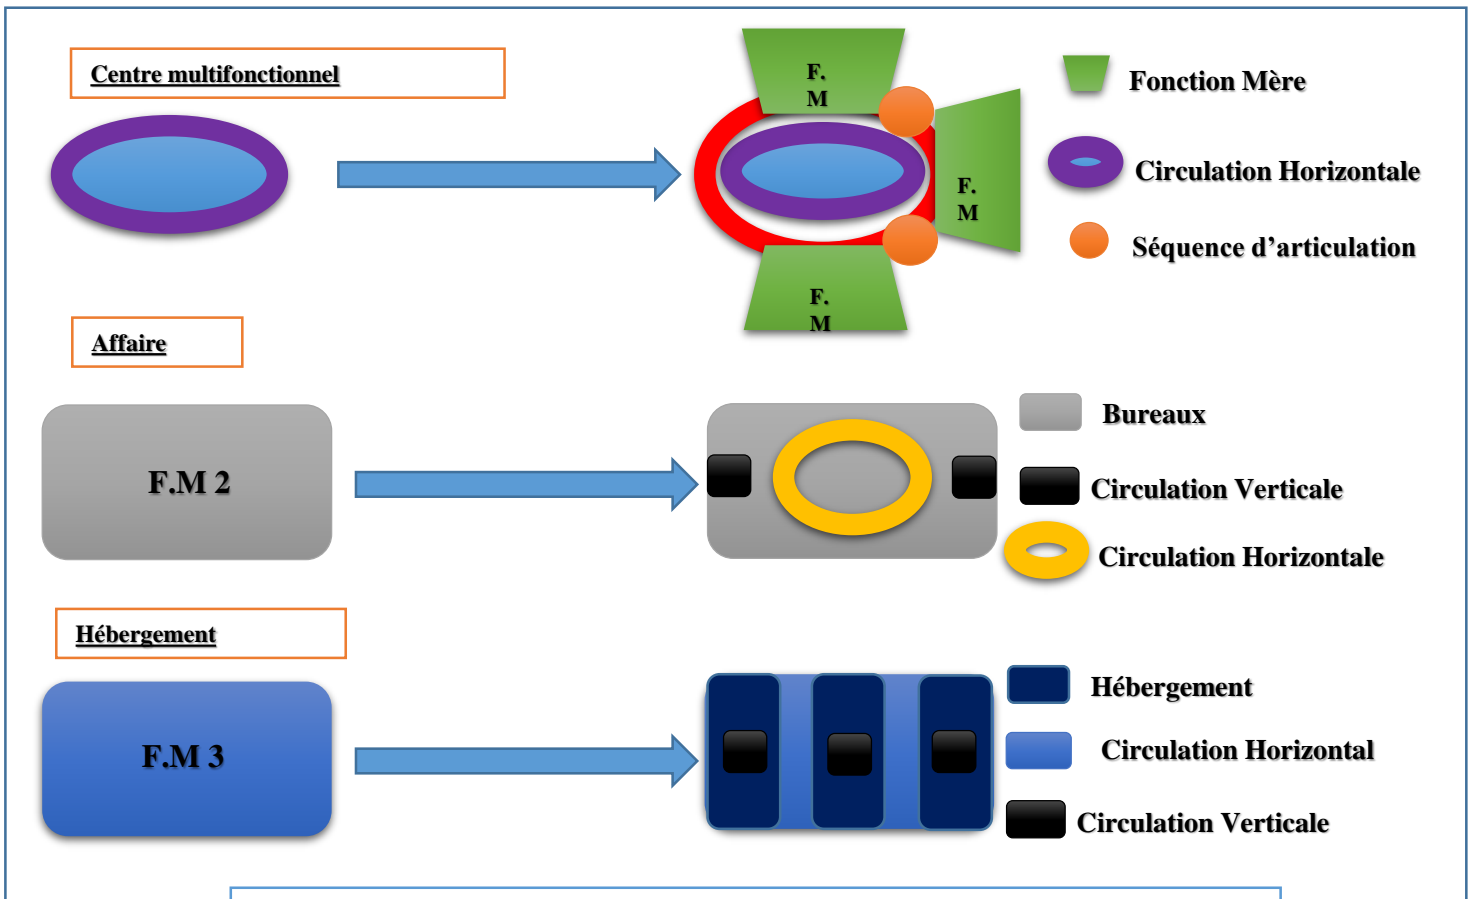 Centre multifonctionnel
F.
M
F.
M
F.
M
Fonction Mère
Circulation Horizontale
Séquence d’articulation
Affaire
F.M 2
Bureaux
Circulation Verticale
Circulation Horizontale
Hébergement
F.M 3
Hébergement
Circulation Horizontal
Circulation Verticale